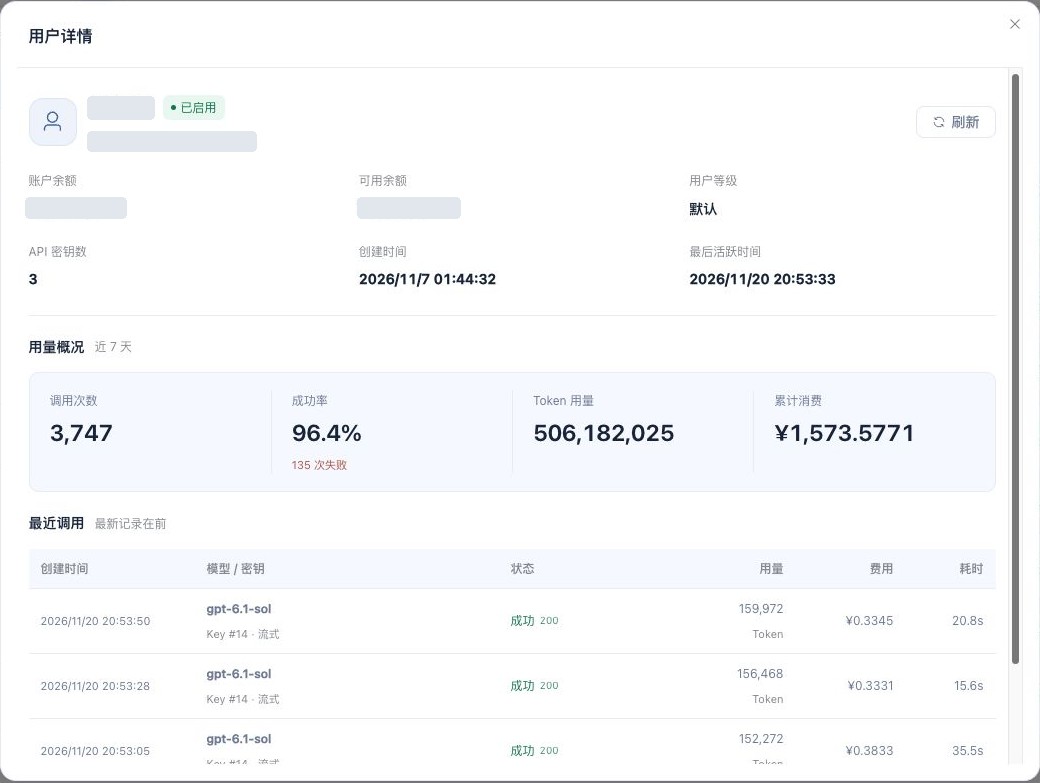 用户详情
已启用
刷新
账户余额 可用余额 用户等级
默认
API 密钥数 创建时间 最后活跃时间
3 2026/11/7 01:44:32 2026/11/20 20:53:33
用量概况 近 7 天
调用次数 成功率 Token 用量 累计消费
3,747 96.4% 506,182,025 ¥1,573.5771
135 次失败
最近调用 最新记录在前
创建时间 模型 / 密钥 状态 用量 费用 耗时
gpt-6.1-sol 159,972
2026/11/20 20:53:50 成功 200 ¥0.3345 20.8s
Key #14 · 流式 Token
gpt-6.1-sol 156,468
2026/11/20 20:53:28 成功 200 ¥0.3331 15.6s
Key #14 · 流式 Token
gpt-6.1-sol 152,272
2026/11/20 20:53:05 成功 200 ¥0.3833 35.5s
Key #14 · 流式 Token